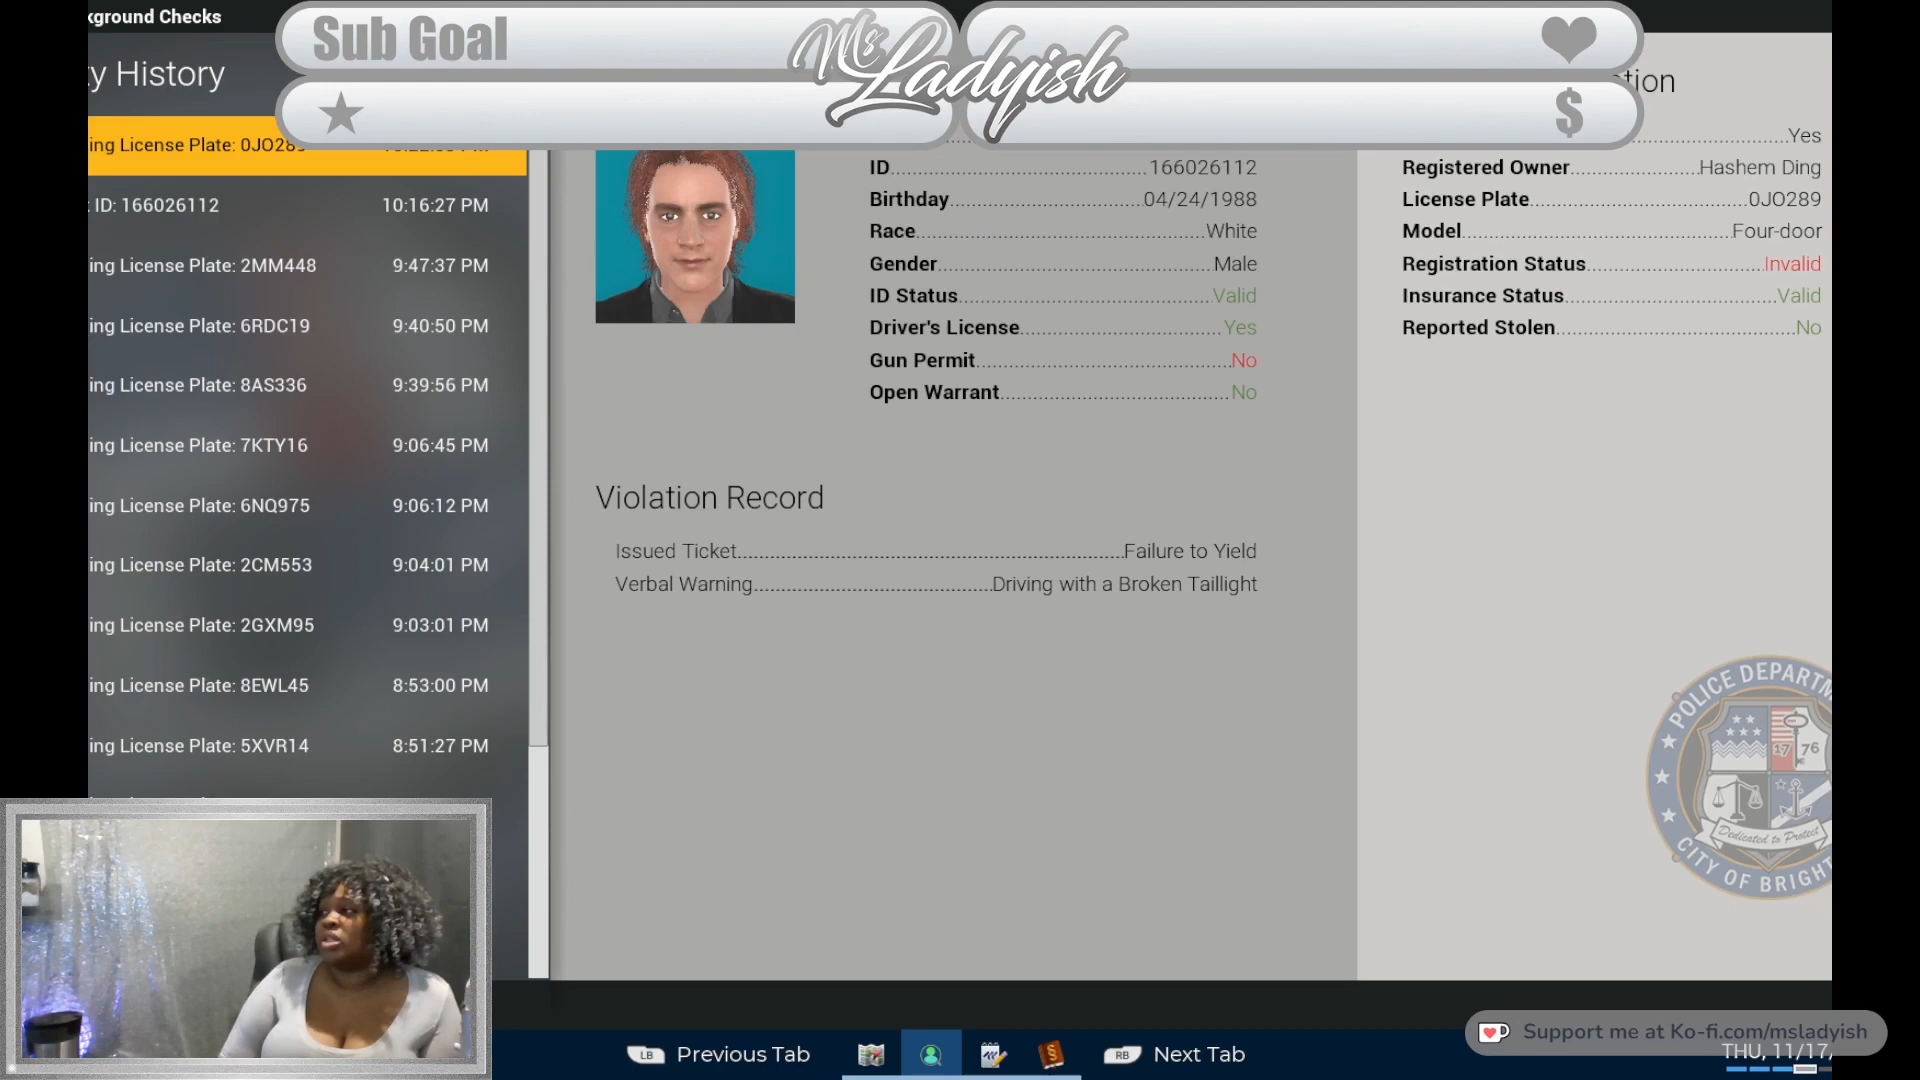 kground Checks
ty History
Sub Goal
Ms Ladyish
$
tion
ing License Plate: 0JO289
ID: 166026112 10:16:27 PM
ing License Plate: 2MM448 9:47:37 PM
ing License Plate: 6RDC19 9:40:50 PM
ing License Plate: 8AS336 9:39:56 PM
ing License Plate: 7KTY16 9:06:45 PM
ing License Plate: 6NQ975 9:06:12 PM
ing License Plate: 2CM553 9:04:01 PM
ing License Plate: 2GXM95 9:03:01 PM
ing License Plate: 8EWL45 8:53:00 PM
ing License Plate: 5XVR14 8:51:27 PM
ID 166026112
Birthday 04/24/1988
Race White
Gender Male
ID Status Valid
Driver's License Yes
Gun Permit No
Open Warrant No
Violation Record
Issued Ticket Failure to Yield
Verbal Warning Driving with a Broken Taillight
Yes
Registered Owner Hashem Ding
License Plate 0JO289
Model Four-door
Registration Status Invalid
Insurance Status Valid
Reported Stolen No
POLICE DEPARTM
17 76
Dedicated to Protect
CITY OF BRIGHT
LB Previous Tab
RB Next Tab
Support me at Ko-fi.com/msladyish
THU, 11/17/